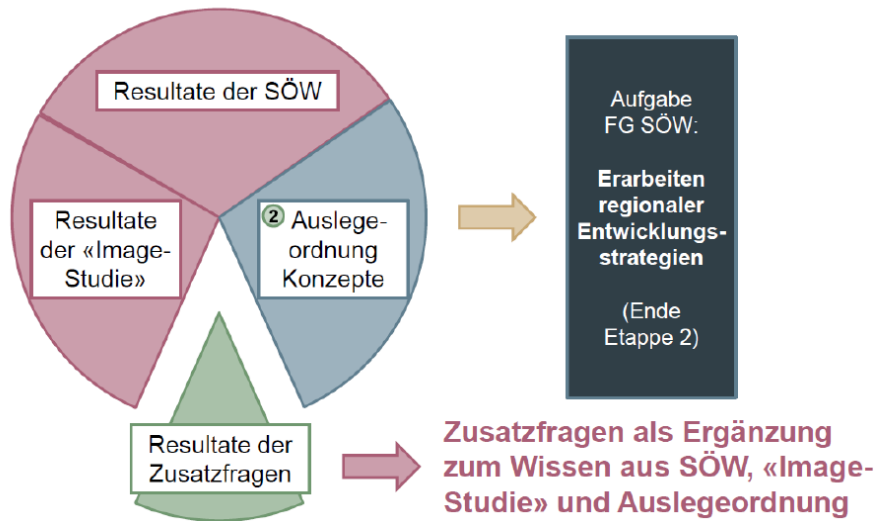 Resultate der SÖW
Resultate
der «Image-
Studie»
2 Auslege-
ordnung
Konzepte
Resultate der
Zusatzfragen
Aufgabe
FG SÖW:
Erarbeiten
regionaler
Entwicklungs-
strategien
(Ende
Etappe 2)
Zusatzfragen als Ergänzung
zum Wissen aus SÖW, «Image-
Studie» und Auslegeordnung